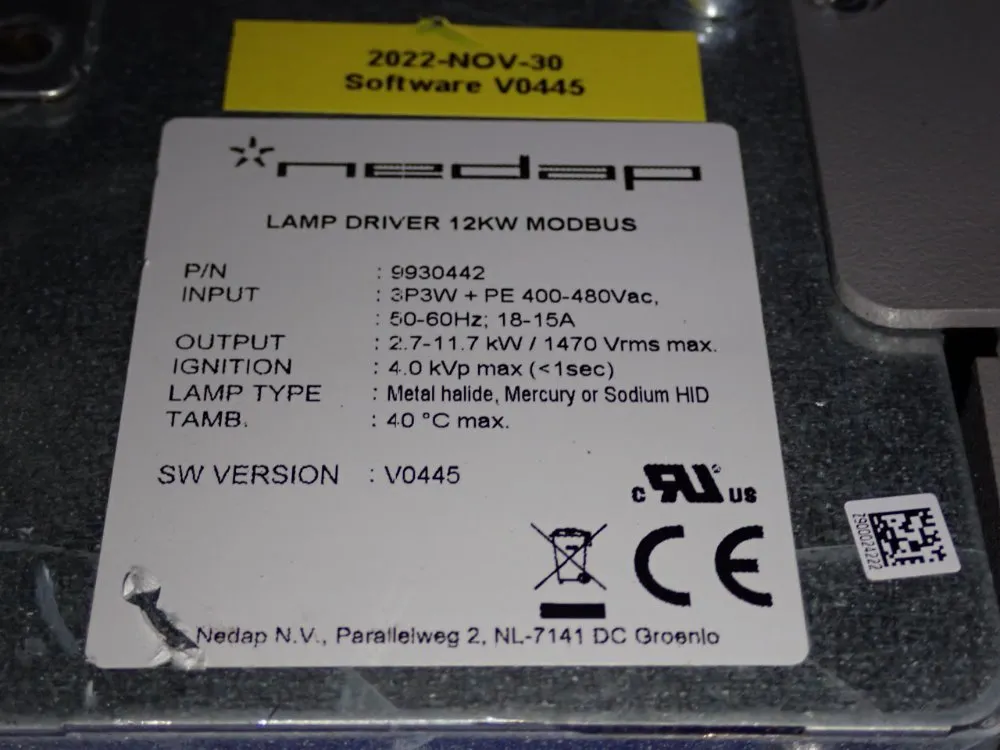 2022-NOV-30
Software V0445
nedap
LAMP DRIVER 12KW MODBUS
P/N : 9930442
INPUT : 3P3W + PE 400-480Vac,
: 50-60Hz; 18-15A
OUTPUT : 2.7-11.7 kW / 1470 Vrms max.
IGNITION : 4.0 kVp max (<1sec)
LAMP TYPE : Metal halide, Mercury or Sodium HID
TAMB. : 40 °C max.
SW VERSION : V0445
c RU US
CE
Nedap N.V., Parallelweg 2, NL-7141 DC Groenlo